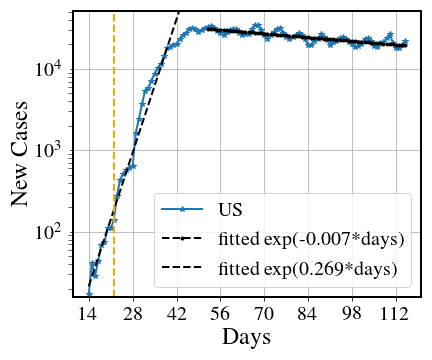 New Cases
10^4
10^3
10^2
US
fitted exp(-0.007*days)
fitted exp(0.269*days)
14 28 42 56 70 84 98 112
Days